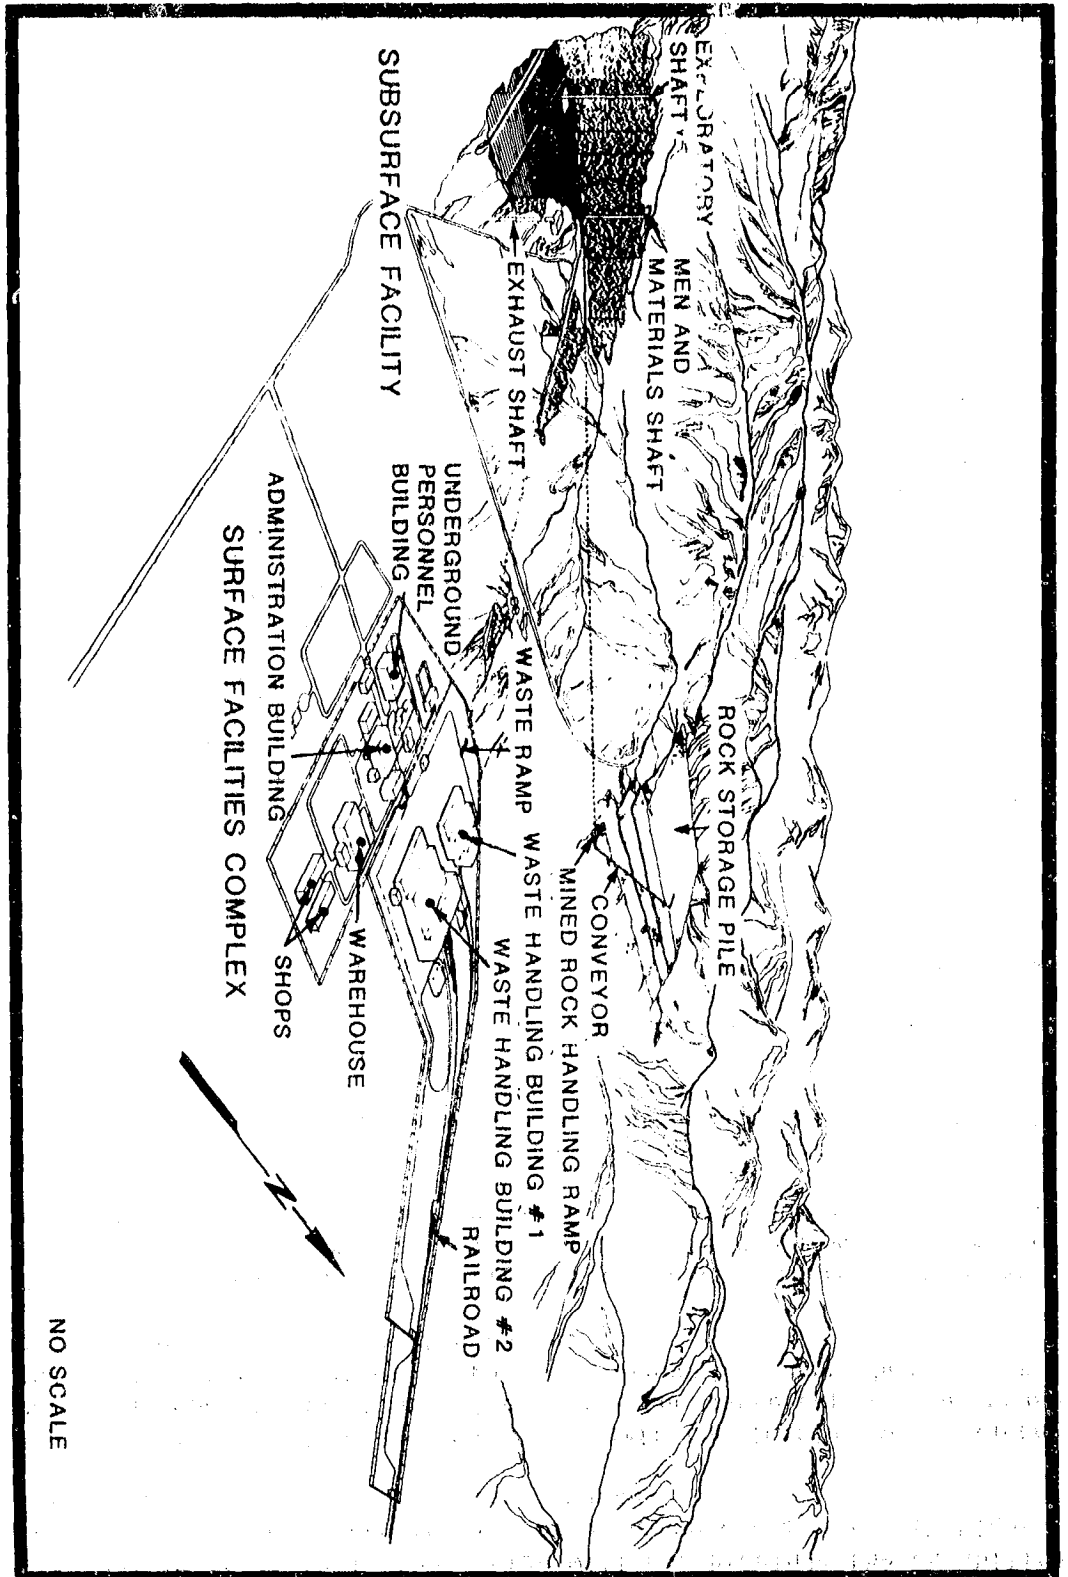 EXPLORATORY
SHAFTS
MEN AND
MATERIALS SHAFT
ROCK STORAGE PILE
CONVEYOR
MINED ROCK HANDLING RAMP
EXHAUST SHAFT
WASTE RAMP
WASTE HANDLING BUILDING #1
WASTE HANDLING BUILDING #2
SUBSURFACE FACILITY
UNDERGROUND
PERSONNEL
BUILDING
RAILROAD
ADMINISTRATION BUILDING
WAREHOUSE
SHOPS
SURFACE FACILITIES COMPLEX
N
NO SCALE